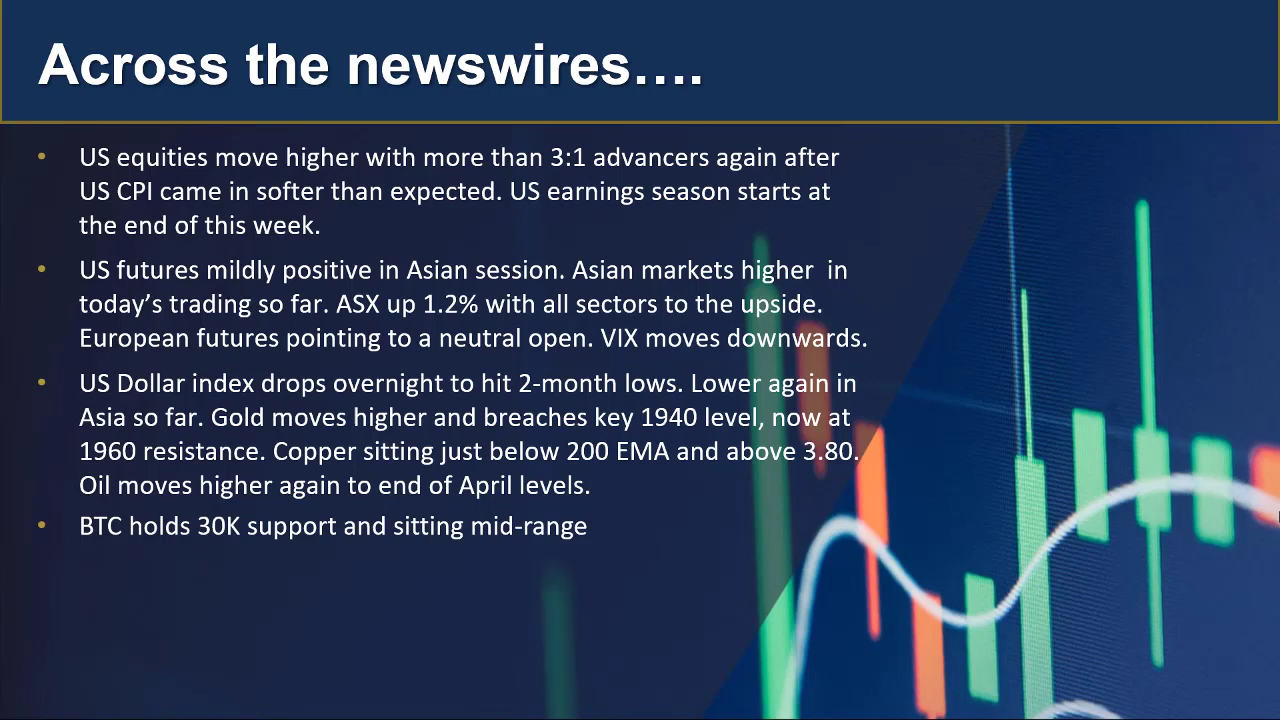 Across the newswires….
• US equities move higher with more than 3:1 advancers again after
US CPI came in softer than expected. US earnings season starts at
the end of this week.
• US futures mildly positive in Asian session. Asian markets higher  in
today’s trading so far. ASX up 1.2% with all sectors to the upside.
European futures pointing to a neutral open. VIX moves downwards.
• US Dollar index drops overnight to hit 2-month lows. Lower again in
Asia so far. Gold moves higher and breaches key 1940 level, now at
1960 resistance. Copper sitting just below 200 EMA and above 3.80.
Oil moves higher again to end of April levels.
• BTC holds 30K support and sitting mid-range